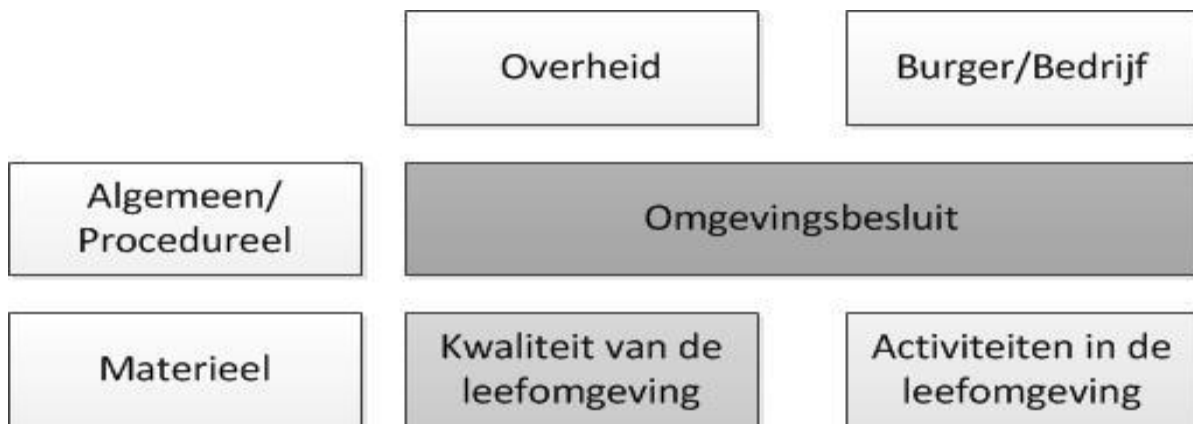 Overheid
Burger/Bedrijf
Algemeen/
Procedureel
Omgevingsbesluit
Materieel
Kwaliteit van de
leefomgeving
Activiteiten in de
leefomgeving